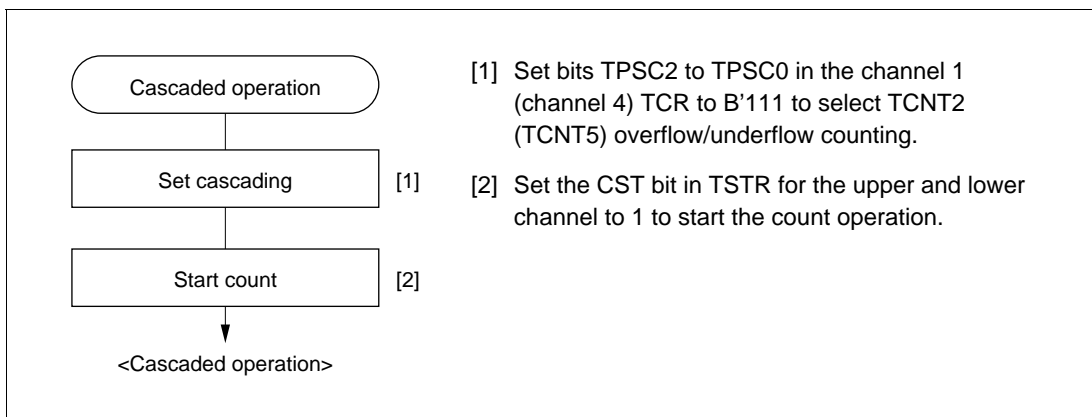 Cascaded operation
Set cascading
[1]
Start count
[2]
<Cascaded operation>
[1] Set bits TPSC2 to TPSC0 in the channel 1
(channel 4) TCR to B'111 to select TCNT2
(TCNT5) overflow/underflow counting.
[2] Set the CST bit in TSTR for the upper and lower
channel to 1 to start the count operation.